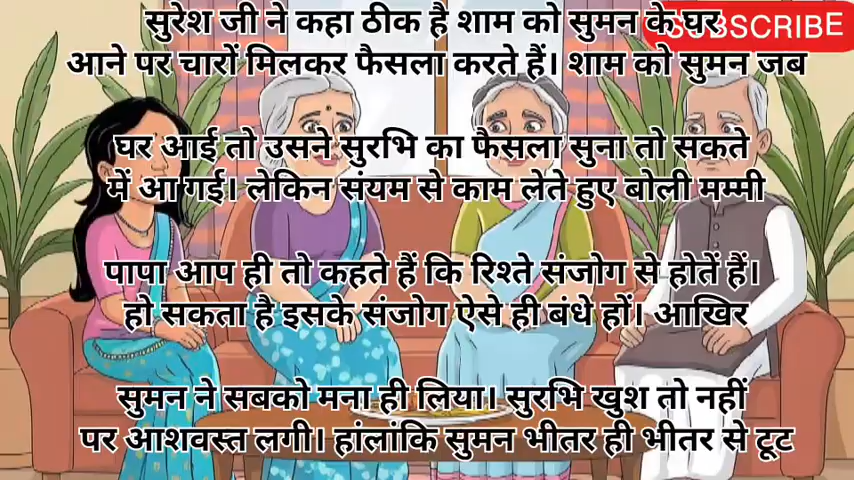 सुरेश जी ने कहा ठीक है शाम को सुमन के घर
SUBSCRIBE
आने पर चारों मिलकर फैसला करते हैं। शाम को सुमन जब
घर आई तो उसने सुरभि का फैसला सुना तो सकते
में आ गई। लेकिन संयम से काम लेते हुए बोली मम्मी
पापा आप ही तो कहते हैं कि रिश्ते संजोग से होतें हैं।
हो सकता है इसके संजोग ऐसे ही बंधे हों। आखिर
सुमन ने सबको मना ही लिया। सुरभि खुश तो नहीं
पर आशवस्त लगी। हांलांकि सुमन भीतर ही भीतर से टूट